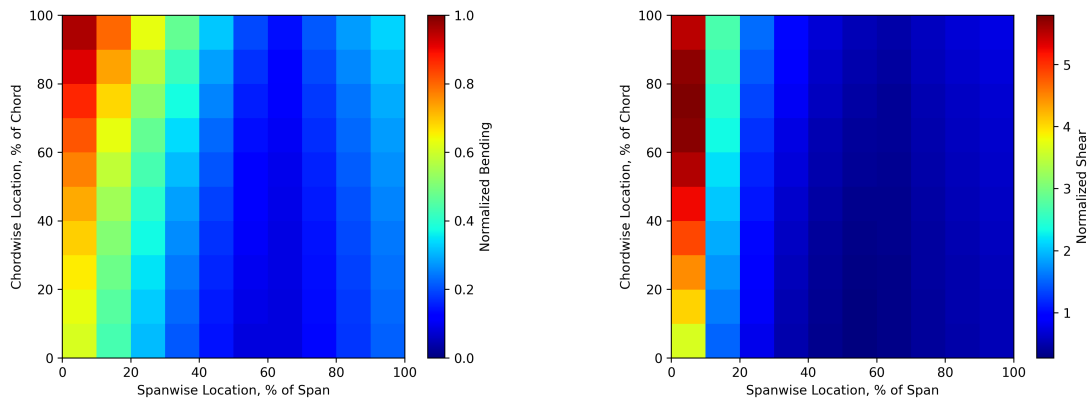 100
80
60
40
20
0
Chordwise Location, % of Chord
0 20 40 60 80 100
Spanwise Location, % of Span
1.0
0.8
0.6
0.4
0.2
0.0
Normalized Bending
100
80
60
40
20
0
Chordwise Location, % of Chord
0 20 40 60 80 100
Spanwise Location, % of Span
5
4
3
2
1
Normalized Shear